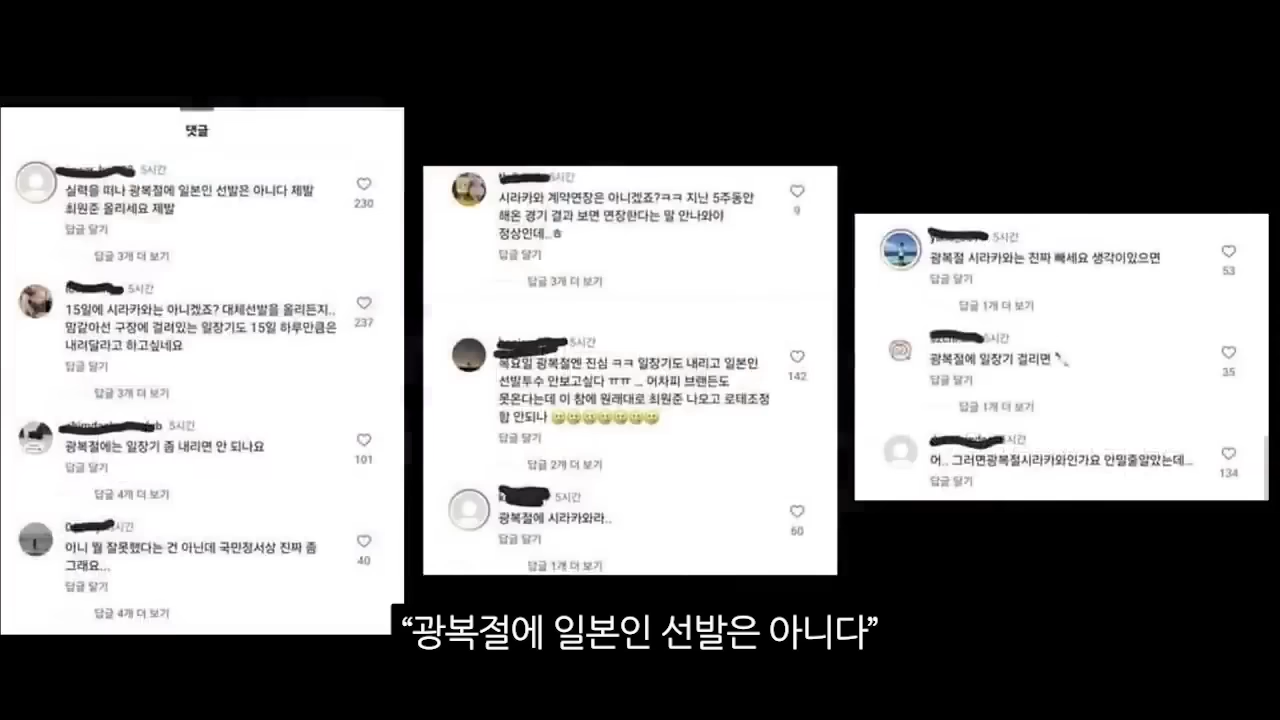 댓글
5시간
실력을 떠나 광복절에 일본인 선발은 아니다 제발
최원준 올리세요 제발
230
답글 달기
답글 3개 더 보기
5시간
15일에 시라카와는 아니겠죠? 대체선발을 올리든지..
맘같아선 구장에 걸려있는 일장기도 15일 하루만큼은
내려달라고 하고싶네요
237
답글 달기
답글 3개 더 보기
5시간
광복절에는 일장기 좀 내리면 안 되나요
101
답글 달기
답글 4개 더 보기
시간
아니 뭘 잘못했다는 건 아닌데 국민정서상 진짜 좀
그래요...
40
답글 달기
답글 4개 더 보기
5시간
시라카와 계약연장은 아니겠죠?ㅋㅋ 지난 5주동안
해온 경기 결과 보면 연장한다는 말 안나와야
정상인데..ㅎ
9
답글 달기
답글 3개 더 보기
5시간
목요일 광복절엔 진심 ㅋㅋ 일장기도 내리고 일본인
선발투수 안보고싶다 ㅠㅠ ... 어차피 브랜든도
못온다는데 이 참에 원래대로 최원준 나오고 로테조정
함 안되나 😀😀😀😀😀😀😀
142
답글 달기
답글 2개 더 보기
5시간
광복절에 시라카와라..
60
답글 달기
답글 1개 더 보기
5시간
광복절 시라카와는 진짜 빼세요 생각이있으면
53
답글 달기
답글 1개 더 보기
5시간
광복절에 일장기 걸리면
35
답글 달기
답글 1개 더 보기
시간
어.. 그러면광복절시라카와인가요 안밀줄알았는데...
134
답글 달기
“광복절에 일본인 선발은 아니다”